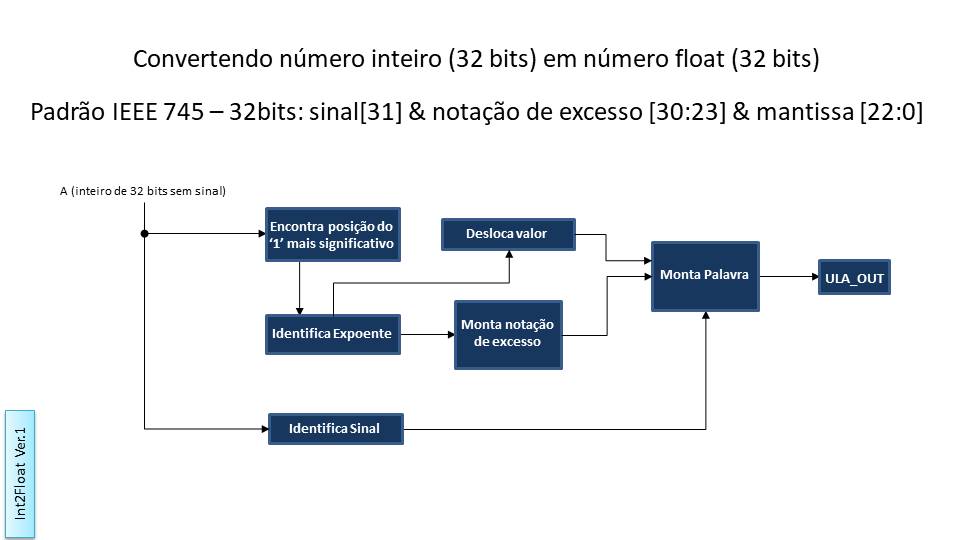 Convertendo número inteiro (32 bits) em número float (32 bits)
Padrão IEEE 745 – 32bits: sinal[31] & notação de excesso [30:23] & mantissa [22:0]
A (inteiro de 32 bits sem sinal)
Encontra posição do
‘1’ mais significativo
Desloca valor
Monta Palavra
ULA_OUT
Identifica Expoente
Monta notação
de excesso
Identifica Sinal
Int2Float Ver.1